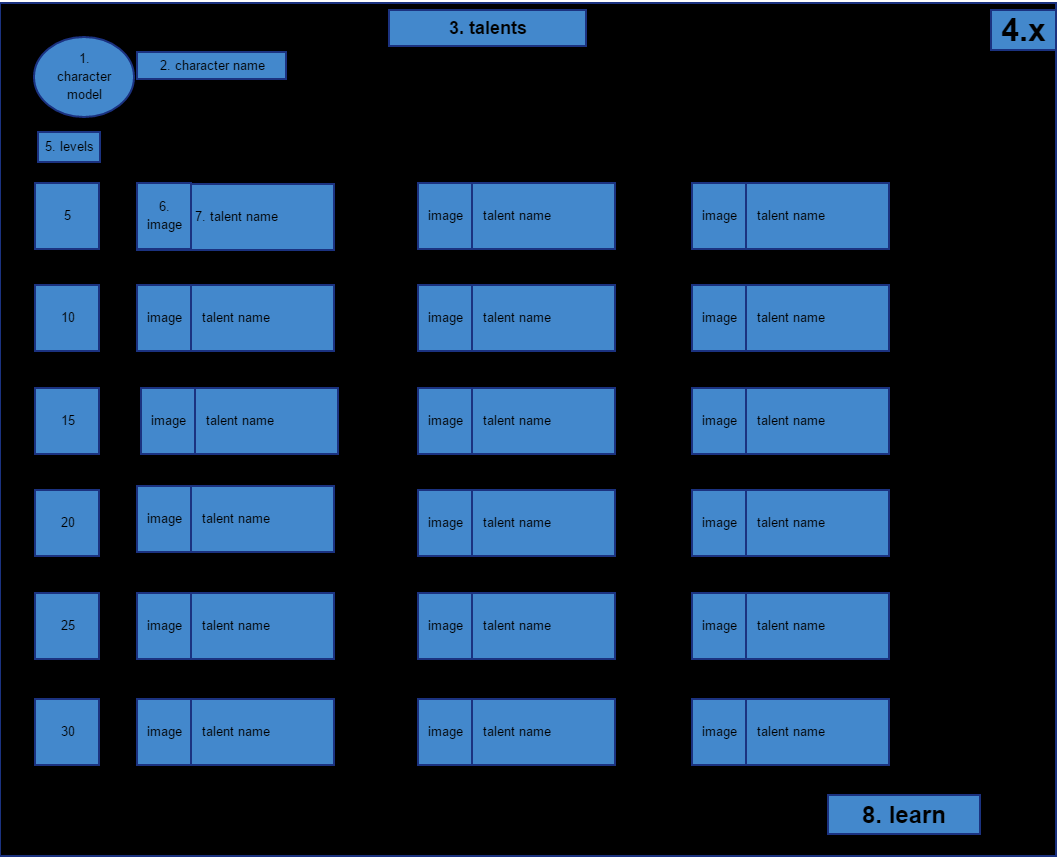 3. talents
4.x
1.
character
model
2. character name
5. levels
5
6.
image
7. talent name
image
talent name
image
talent name
10
image
talent name
image
talent name
image
talent name
15
image
talent name
image
talent name
image
talent name
20
image
talent name
image
talent name
image
talent name
25
image
talent name
image
talent name
image
talent name
30
image
talent name
image
talent name
image
talent name
8. learn